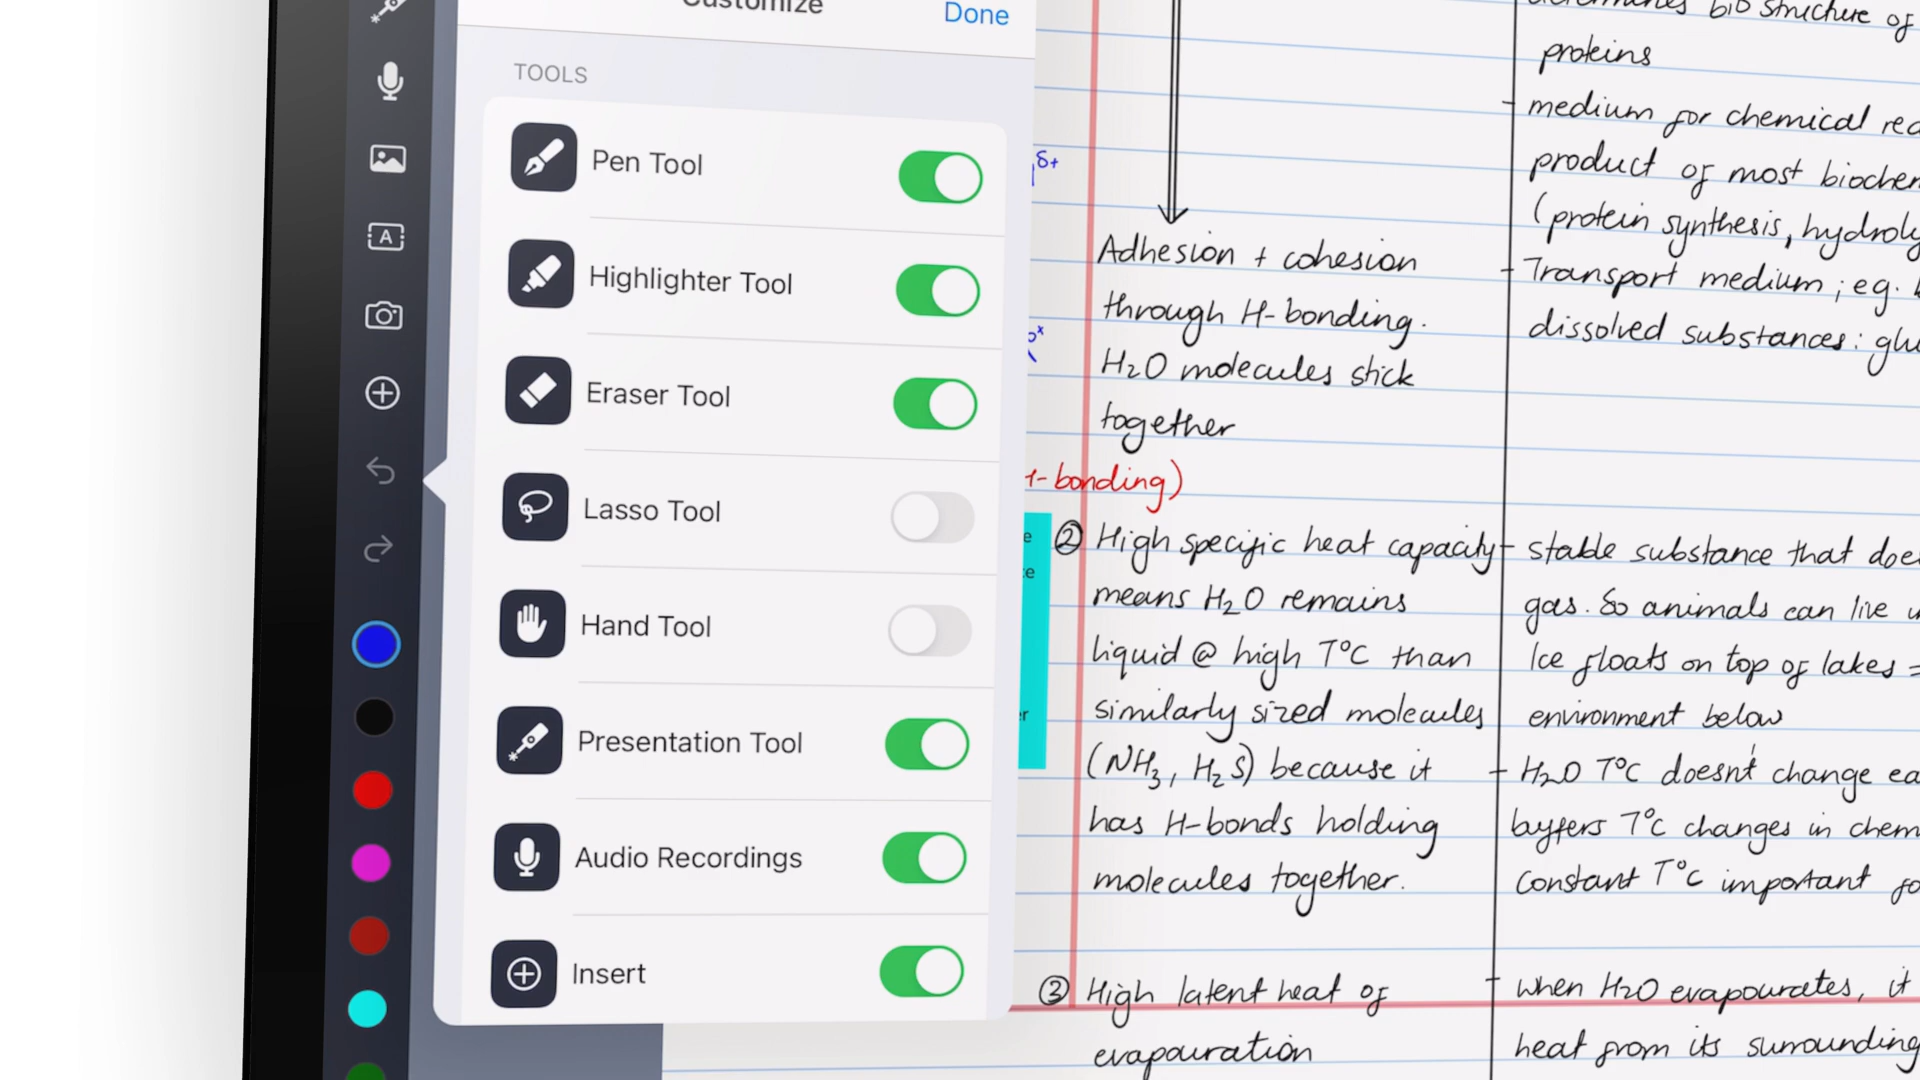 Customize
Done
TOOLS
Pen Tool
Highlighter Tool
Eraser Tool
Lasso Tool
Hand Tool
Presentation Tool
Audio Recordings
Insert
A
δ+
Adhesion + cohesion
through H-bonding.
H2O molecules stick
together
H-bonding)
② High specific heat capacity
means H2O remains
liquid @ high T°C than
similarly sized molecules
(NH3, H2S) because it
has H-bonds holding
molecules together.
③ High latent heat of
evapouration
structure of
proteins
- medium for chemical
product of most
(protein synthesis,
- Transport medium; eg.
dissolved substances:
- stable substance that
gas. So animals can live
Ice floats on top of lakes =
environment below
- H2O T°C doesn't change
buffers T°C changes in
constant T°C important
- when H2O evapourates, it
heat from its